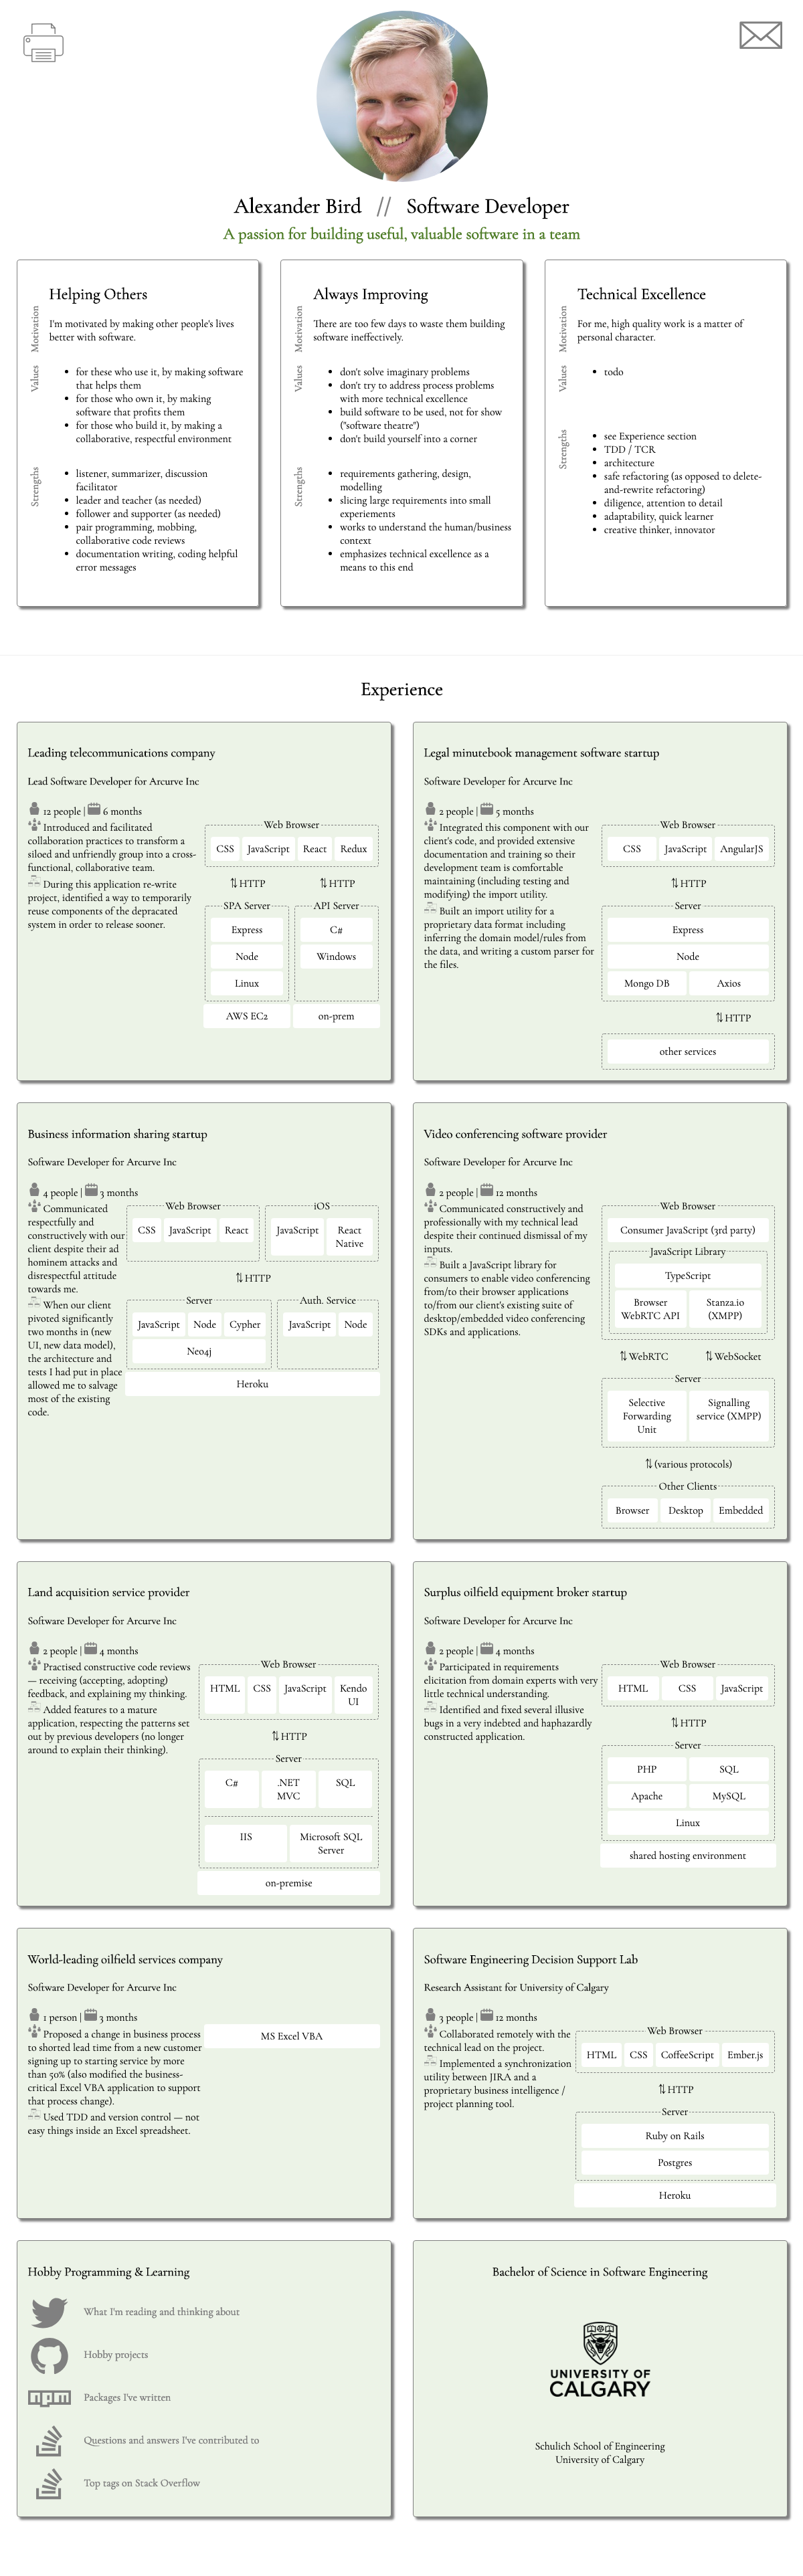 Alexander Bird // Software Developer
A passion for building useful, valuable software in a team
Helping Others
Motivation
I'm motivated by making other people's lives
better with software.
Values
• for these who use it, by making software
that helps them
• for those who own it, by making
software that profits them
• for those who build it, by making a
collaborative, respectful environment
Strengths
• listener, summarizer, discussion
facilitator
• leader and teacher (as needed)
• follower and supporter (as needed)
• pair programming, mobbing,
collaborative code reviews
• documentation writing, coding helpful
error messages
Always Improving
Motivation
There are too few days to waste them building
software ineffectively.
Values
• don't solve imaginary problems
• don't try to address process problems
with more technical excellence
• build software to be used, not for show
("software theatre")
• don't build yourself into a corner
Strengths
• requirements gathering, design,
modelling
• slicing large requirements into small
experiements
• works to understand the human/business
context
• emphasizes technical excellence as a
means to this end
Technical Excellence
Motivation
For me, high quality work is a matter of
personal character.
Values
• todo
Strengths
• see Experience section
• TDD / TCR
• architecture
• safe refactoring (as opposed to delete-
and-rewrite refactoring)
• diligence, attention to detail
• adaptability, quick learner
• creative thinker, innovator
Experience
Leading telecommunications company
Lead Software Developer for Arcurve Inc
12 people | 6 months
Introduced and facilitated
collaboration practices to transform a
siloed and unfriendly group into a cross-
functional, collaborative team.
During this application re-write
project, identified a way to temporarily
reuse components of the depracated
system in order to release sooner.
Web Browser
CSS JavaScript React Redux
⇅ HTTP ⇅ HTTP
SPA Server API Server
Express C#
Node Windows
Linux
AWS EC2 on-prem
Legal minutebook management software startup
Software Developer for Arcurve Inc
2 people | 5 months
Integrated this component with our
client's code, and provided extensive
documentation and training so their
development team is comfortable
maintaining (including testing and
modifying) the import utility.
Built an import utility for a
proprietary data format including
inferring the domain model/rules from
the data, and writing a custom parser for
the files.
Web Browser
CSS JavaScript AngularJS
⇅ HTTP
Server
Express
Node
Mongo DB Axios
⇅ HTTP
other services
Business information sharing startup
Software Developer for Arcurve Inc
4 people | 3 months
Communicated
respectfully and
constructively with our
client despite their ad
hominem attacks and
disrespectful attitude
towards me.
When our client
pivoted significantly
two months in (new
UI, new data model),
the architecture and
tests I had put in place
allowed me to salvage
most of the existing
code.
Web Browser iOS
CSS JavaScript React JavaScript React
Native
⇅ HTTP
Server Auth. Service
JavaScript Node Cypher JavaScript Node
Neo4j
Heroku
Video conferencing software provider
Software Developer for Arcurve Inc
2 people | 12 months
Communicated constructively and
professionally with my technical lead
despite their continued dismissal of my
inputs.
Built a JavaScript library for
consumers to enable video conferencing
from/to their browser applications
to/from our client's existing suite of
desktop/embedded video conferencing
SDKs and applications.
Web Browser
Consumer JavaScript (3rd party)
JavaScript Library
TypeScript
Browser Stanza.io
WebRTC API (XMPP)
⇅ WebRTC ⇅ WebSocket
Server
Selective Signalling
Forwarding service (XMPP)
Unit
⇅ (various protocols)
Other Clients
Browser Desktop Embedded
Land acquisition service provider
Software Developer for Arcurve Inc
2 people | 4 months
Practised constructive code reviews
— receiving (accepting, adopting)
feedback, and explaining my thinking.
Added features to a mature
application, respecting the patterns set
out by previous developers (no longer
around to explain their thinking).
Web Browser
HTML CSS JavaScript Kendo
UI
⇅ HTTP
Server
C# .NET SQL
MVC
IIS Microsoft SQL
Server
on-premise
Surplus oilfield equipment broker startup
Software Developer for Arcurve Inc
2 people | 4 months
Participated in requirements
elicitation from domain experts with very
little technical understanding.
Identified and fixed several illusive
bugs in a very indebted and haphazardly
constructed application.
Web Browser
HTML CSS JavaScript
⇅ HTTP
Server
PHP SQL
Apache MySQL
Linux
shared hosting environment
World-leading oilfield services company
Software Developer for Arcurve Inc
1 person | 3 months
Proposed a change in business process
to shorted lead time from a new customer
signing up to starting service by more
than 50% (also modified the business-
critical Excel VBA application to support
that process change).
Used TDD and version control — not
easy things inside an Excel spreadsheet.
MS Excel VBA
Software Engineering Decision Support Lab
Research Assistant for University of Calgary
3 people | 12 months
Collaborated remotely with the
technical lead on the project.
Implemented a synchronization
utility between JIRA and a
proprietary business intelligence /
project planning tool.
Web Browser
HTML CSS CoffeeScript Ember.js
⇅ HTTP
Server
Ruby on Rails
Postgres
Heroku
Hobby Programming & Learning
What I'm reading and thinking about
Hobby projects
npm
Packages I've written
Questions and answers I've contributed to
Top tags on Stack Overflow
Bachelor of Science in Software Engineering
UNIVERSITY OF
CALGARY
Schulich School of Engineering
University of Calgary